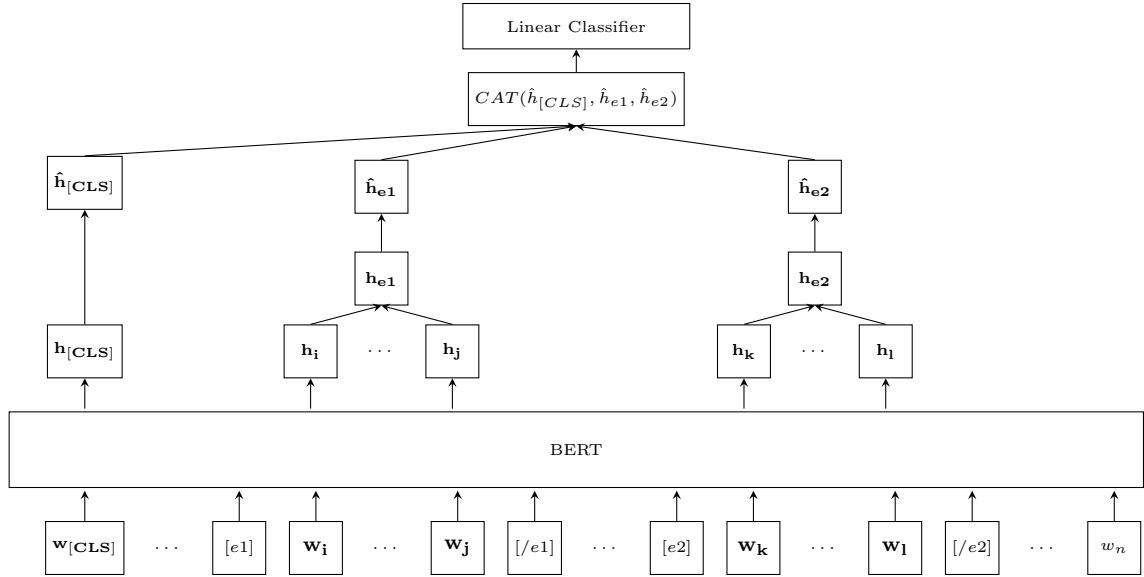 Linear Classifier
CAT(ĥ[CLS], ĥe1, ĥe2)
ĥ[CLS] ĥe1 ĥe2
he1 he2
h[CLS] hi ... hj hk ... hl
BERT
w[CLS] ... [e1] wi ... wj [/e1] ... [e2] wk ... wl [/e2] ... wn